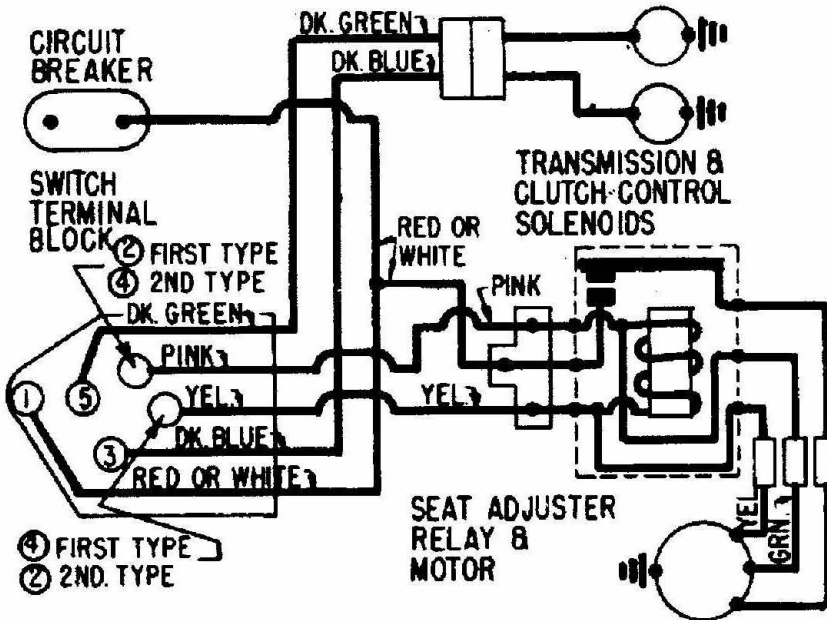 DK. GREEN
DK. BLUE
CIRCUIT
BREAKER
SWITCH
TERMINAL
BLOCK
② FIRST TYPE
④ 2ND TYPE
TRANSMISSION &
CLUTCH CONTROL
SOLENOIDS
RED OR
WHITE
PINK
DK. GREEN
PINK
① ⑤
YEL.
YEL.
③
DK. BLUE
RED OR WHITE
④ FIRST TYPE
② 2ND. TYPE
SEAT ADJUSTER
RELAY &
MOTOR
YEL
GRN.